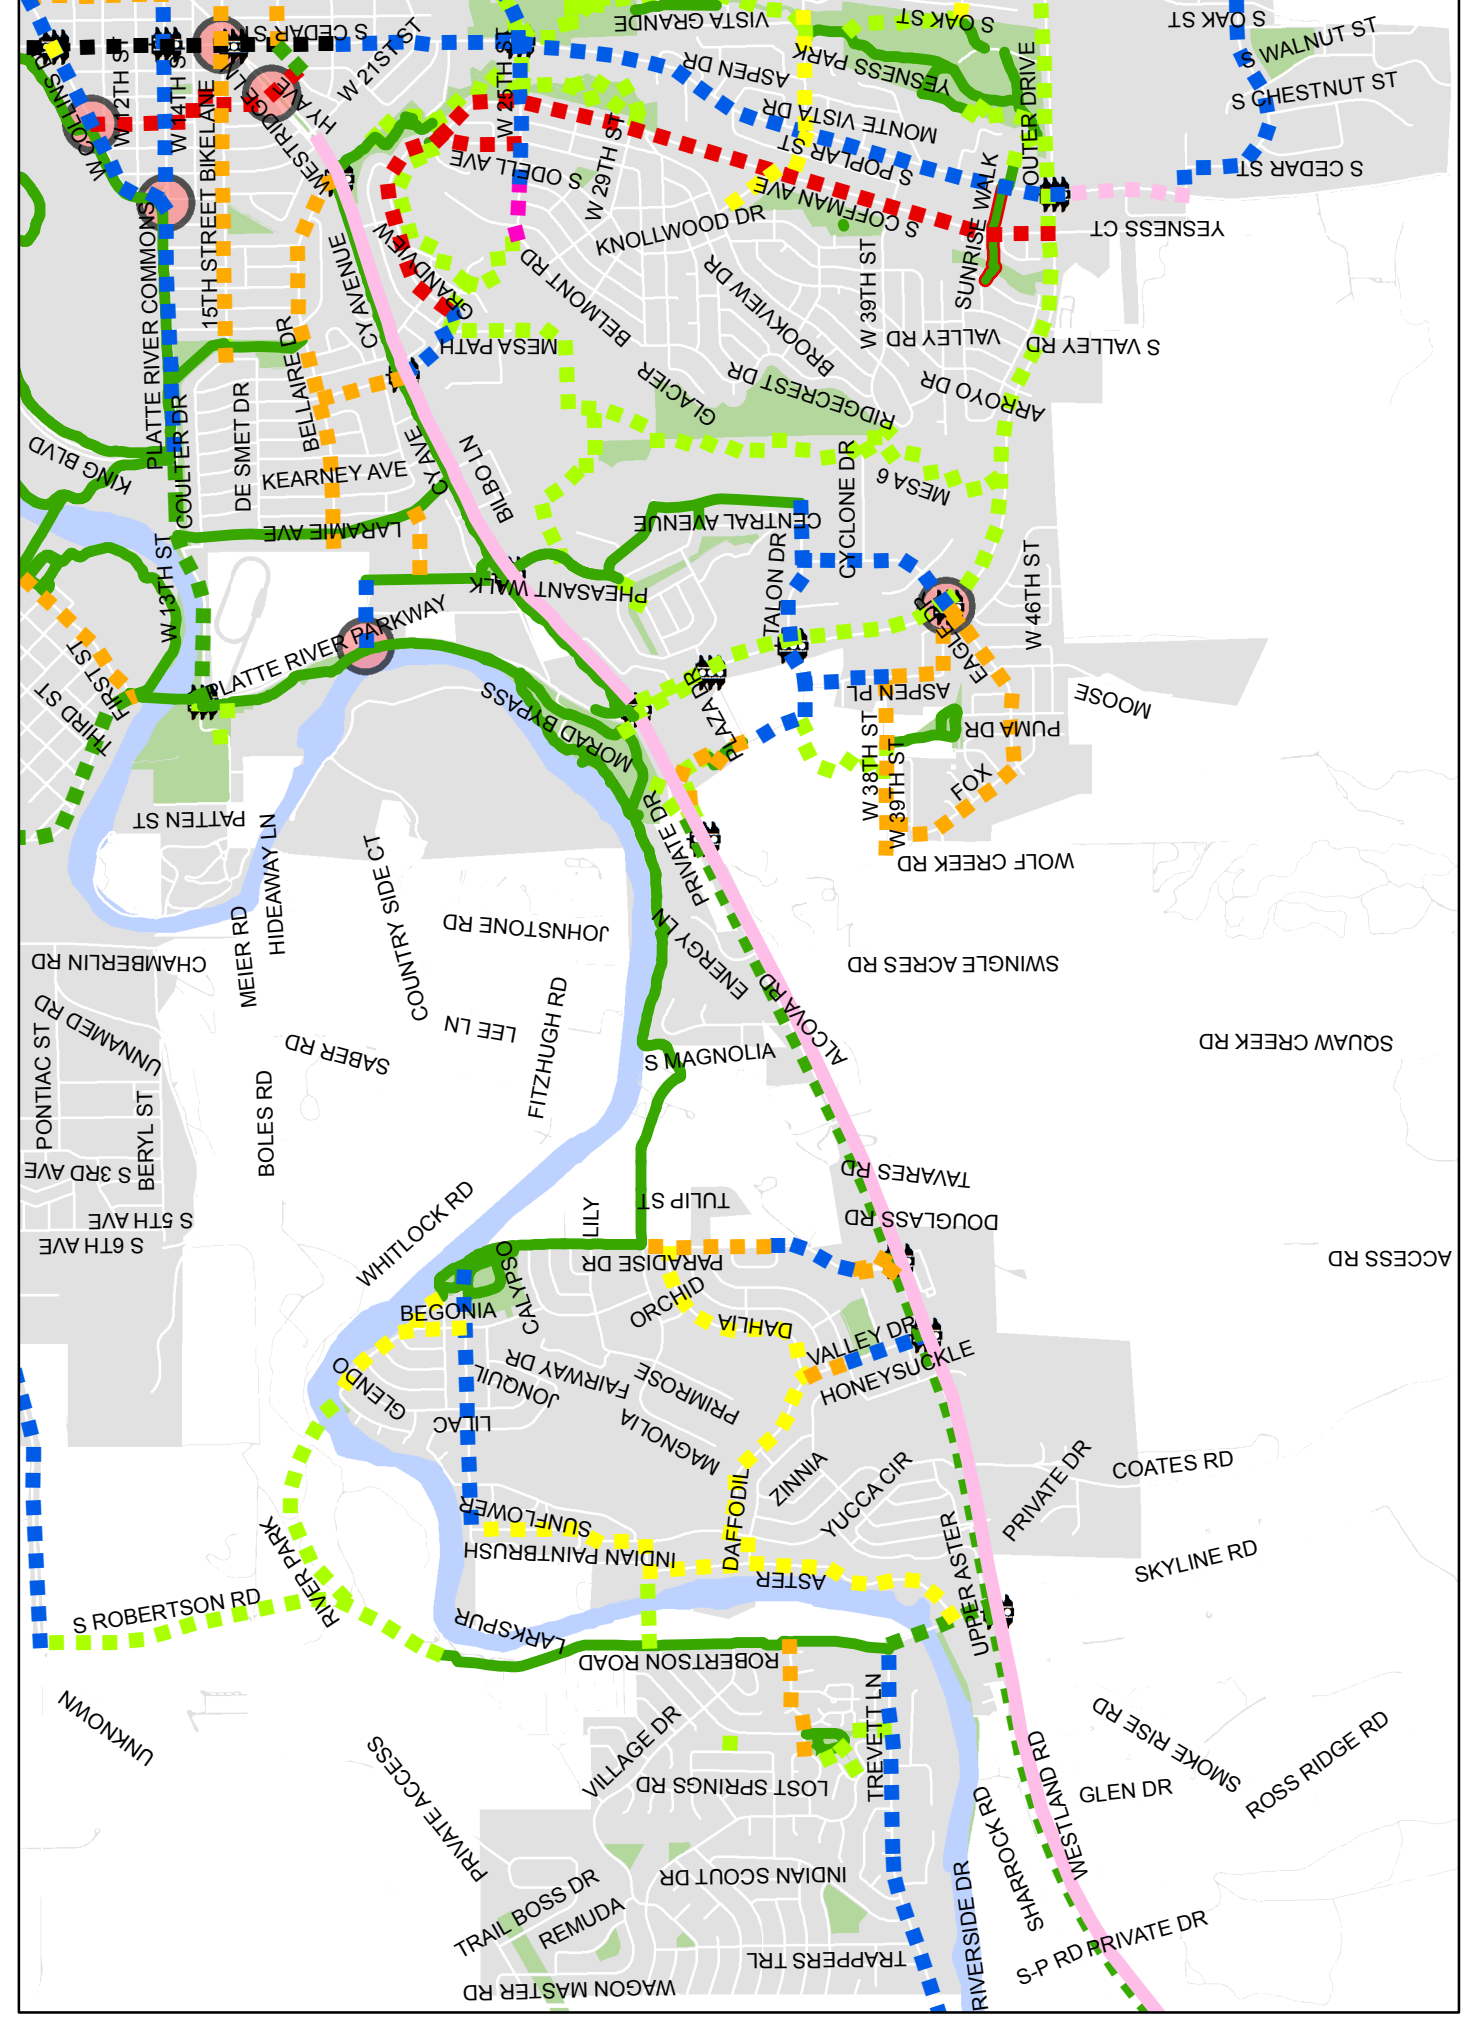 VISTA GRANDE
S OAK ST
S OAK ST
S WALNUT ST
S CEDAR ST
W 21ST ST
W 12TH ST
W 14TH ST
W COLLINS
W 25TH ST
ASPEN DR
YESNESS PARK
OUTER DRIVE
S CHESTNUT ST
MONTE VISTA DR
S POPLAR ST
HY AVE
WESTRIDGE LN
15TH STREET BIKELANE
S ODELL AVE
W 29TH ST
S COFFMAN AVE
SUNRISE WALK
S CEDAR ST
YESNESS CT
PLATTE RIVER COMMONS
KNOLLWOOD DR
GRANDVIEW
CY AVENUE
BELMONT RD
BROOKVIEW DR
W 39TH ST
VALLEY RD
S VALLEY RD
MESA PATH
BELLAIRE DR
GLACIER
RIDGECREST DR
ARROYO DR
COULTER DR
DE SMET DR
KING BLVD
KEARNEY AVE
CY AVE
BILBO LN
CYCLONE DR
MESA 6
LARAMIE AVE
CENTRAL AVENUE
W 13TH ST
TALON DR
PHEASANT WALK
W 46TH ST
PLATTE RIVER PARKWAY
EAGLE DR
FIRST ST
THIRD ST
MORAD BYPASS
PLAZA DR
ASPEN PL
MOOSE
PUMA DR
W 38TH ST
W 39TH ST
FOX
PATTEN ST
PRIVATE DR
WOLF CREEK RD
HIDEAWAY LN
COUNTRY SIDE CT
JOHNSTONE RD
MEIER RD
CHAMBERLIN RD
ENERGY LN
SWINGLE ACRES RD
UNNAMED RD
PONTIAC ST
SABER RD
LEE LN
FITZHUGH RD
ALCOVA RD
SQUAW CREEK RD
S MAGNOLIA
BERYL ST
BOLES RD
S 3RD AVE
S 5TH AVE
S 6TH AVE
TAVARES RD
WHITLOCK RD
LILY
TULIP ST
DOUGLASS RD
ACCESS RD
PARADISE DR
CALYPSO
ORCHID
BEGONIA
DAHLIA
VALLEY DR
HONEYSUCKLE
GLENDO
JONQUIL
FAIRWAY DR
PRIMROSE
LILAC
MAGNOLIA
ZINNIA
YUCCA CIR
PRIVATE DR
COATES RD
SUNFLOWER
DAFFODIL
INDIAN PAINTBRUSH
UPPER ASTER
SKYLINE RD
RIVER PARK
ASTER
S ROBERTSON RD
LARKSPUR
ROBERTSON ROAD
UNKNOWN
PRIVATE ACCESS
VILLAGE DR
TREVETT LN
LOST SPRINGS RD
WESTLAND RD
SMOKE RISE RD
GLEN DR
ROSS RIDGE RD
SHARROCK RD
INDIAN SCOUT DR
TRAIL BOSS DR
REMUDA
RIVERSIDE DR
S-P RD PRIVATE DR
TRAPPERS TRL
WAGON MASTER RD